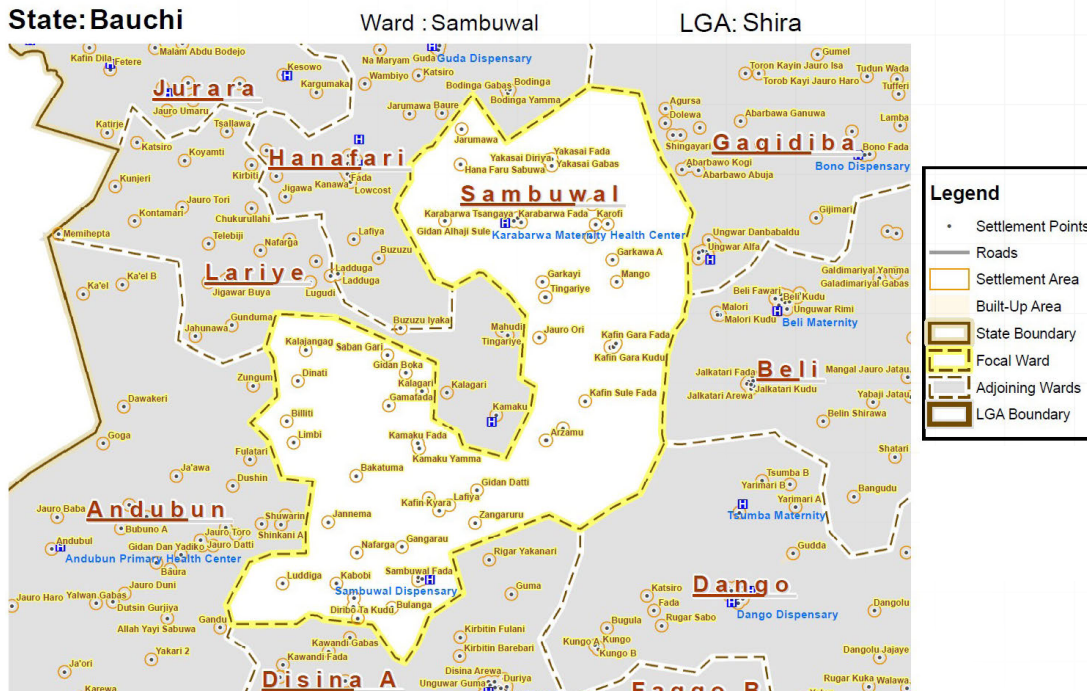 State: Bauchi
Ward : Sambuwal
LGA: Shira
Kafin Dila
Fetere
Malam Abdu Bodejo
Kesowo
Kargumaka
Na Maryam
Guda
Guda Dispensary
Wambiyo
Katsiro
Bodinga Gabas
Bodinga
Bodinga Yamma
Gumel
Toron Kayin Jauro Isa
Torob Kayi Jauro Haro
Tudun Wada
Tufferi
Jurara
Jauro Umaru
Tsallawa
Jarumawa
Baure
Agursa
Dolewa
Abarbawa Ganuwa
Lamba
Katirje
Katsiro
Koyamti
Jarumawa
Shingayari
Gagidiba
Bono Fada
Bono Dispensary
Hanafari
Kirbiti
Kanawa
Fada
Lowcost
Jigawa
Yakasai Fada
Yakasai Diriya
Yakasai Gabas
Hana Faru Sabuwa
Abarbawo Kogi
Abarbawo Abuja
Kunjeri
Sambuwal
Jauro Tori
Kontamari
Chukurullahi
Karabarwa Tsangaya
Karabarwa Fada
Karofi
Gidan Alhaji Sule
Karabarwa Maternity Health Center
Gijimari
Memihepta
Telebiji
Nafarga
Lafiya
Buzuzu
Ungwar Danbabaldu
Ungwar Alfa
Garkawa A
Lariye
Ladduga
Ladduga
Lugudi
Jigawar Buya
Ka'el B
Ka'el
Garkayi
Tingariye
Mango
Galdimariyal Yamma
Galadimariyal Gabas
Beli Fawari
Beli Kudu
Unguwar Rimi
Malori
Malori Kudu
Beli Maternity
Gunduma
Jahunawa
Buzuzu Iyakal
Mahudi
Tingariye
Jauro Ori
Kafin Gara Fada
Kafin Gara Kudu
Kalajangag
Saban Gari
Gidan Boka
Zungum
Dinati
Kalagari
Kalagari
Gamafada
Jalkatari Fada
Beli
Jalkatari Kudu
Jalkatari Arewa
Mangal Jauro Jatau
Yabaji Jatau
Kafin Sule Fada
Dawakeri
Kamaku
Belin Shirawa
Billiti
Limbi
Goga
Kamaku Fada
Kamaku Yamma
Arzamu
Shatari
Fulatari
Ja'awa
Dushin
Bakatuma
Gidan Datti
Tsumba B
Yarimari B
Yarimari A
Bangudu
Tsumba Maternity
Kafin Kyara
Lafiya
Zangaruru
Andubun
Jauro Baba
Bubuno A
Shuwarin
Shinkani A
Jannema
Jauro Toro
Jauro Datti
Gidan Dan Yadiko
Andubul
Andubun Primary Health Center
Baura
Nafarga
Gangarau
Rigar Yakanari
Gudda
Jauro Duni
Yalwan Gabas
Jauro Haro
Dutsin Gurjiya
Allah Yayi Sabuwa
Gandu
Luddiga
Kabobi
Sambuwal Fada
Sambuwal Dispensary
Diribo
Ta Kudu
Bulanga
Guma
Dango
Katsiro
Fada
Rugar Sabo
Dango Dispensary
Dangolu
Bugula
Kungo A
Kungo
Kungo B
Yakari 2
Ja'ori
Karewa
Kawandi Gabas
Kawandi Fada
Kirbitin Fulani
Kirbitin Barebari
Disina A
Disina Arewa
Unguwar Guma
Duriya
Faggo B
Dangolu Jajaye
Rugar Kuka
Walawa
Legend
Settlement Points
Roads
Settlement Area
Built-Up Area
State Boundary
Focal Ward
Adjoining Wards
LGA Boundary